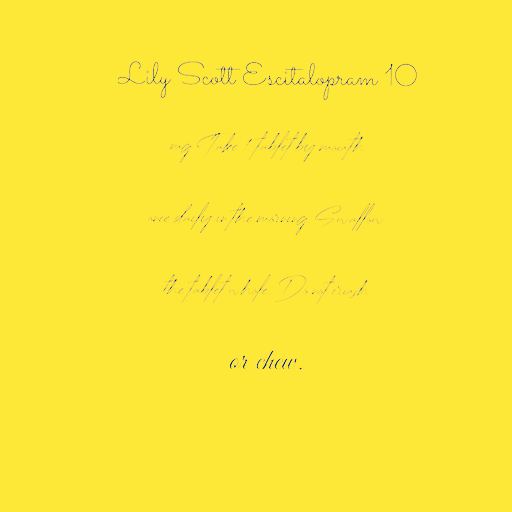 Lily Scott Escitalopram 10
mg Take 1 tablet by mouth
once daily in the morning Swallow
the tablet whole Do not crush
or chew.